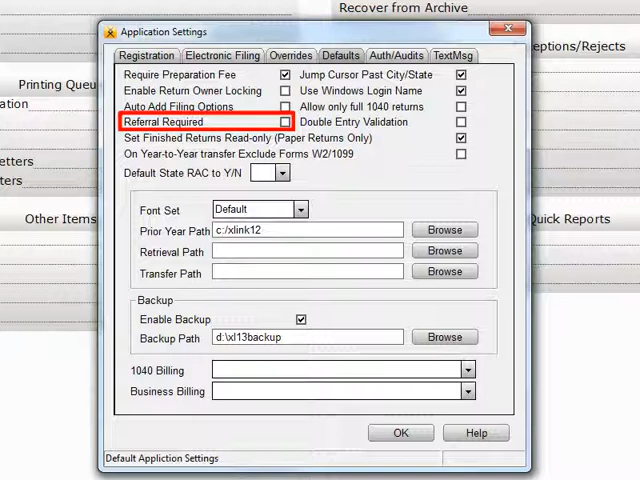 Recover from Archive
Application Settings
ceptions/Rejects
Registration Electronic Filing Overrides Defaults Auth/Audits TextMsg
Require Preparation Fee Jump Cursor Past City/State
Printing Queu
Enable Return Owner Locking Use Windows Login Name
ation
Auto Add Filing Options Allow only full 1040 returns
Referral Required Double Entry Validation
Set Finished Returns Read-only (Paper Returns Only)
On Year-to-Year transfer Exclude Forms W2/1099
etters
Default State RAC to Y/N
ters
Font Set Default
Other Items
Quick Reports
Prior Year Path c:/xlink12 Browse
Retrieval Path Browse
Transfer Path Browse
Backup
Enable Backup
Backup Path d:\xl13backup Browse
1040 Billing
Business Billing
OK Help
Default Appliction Settings